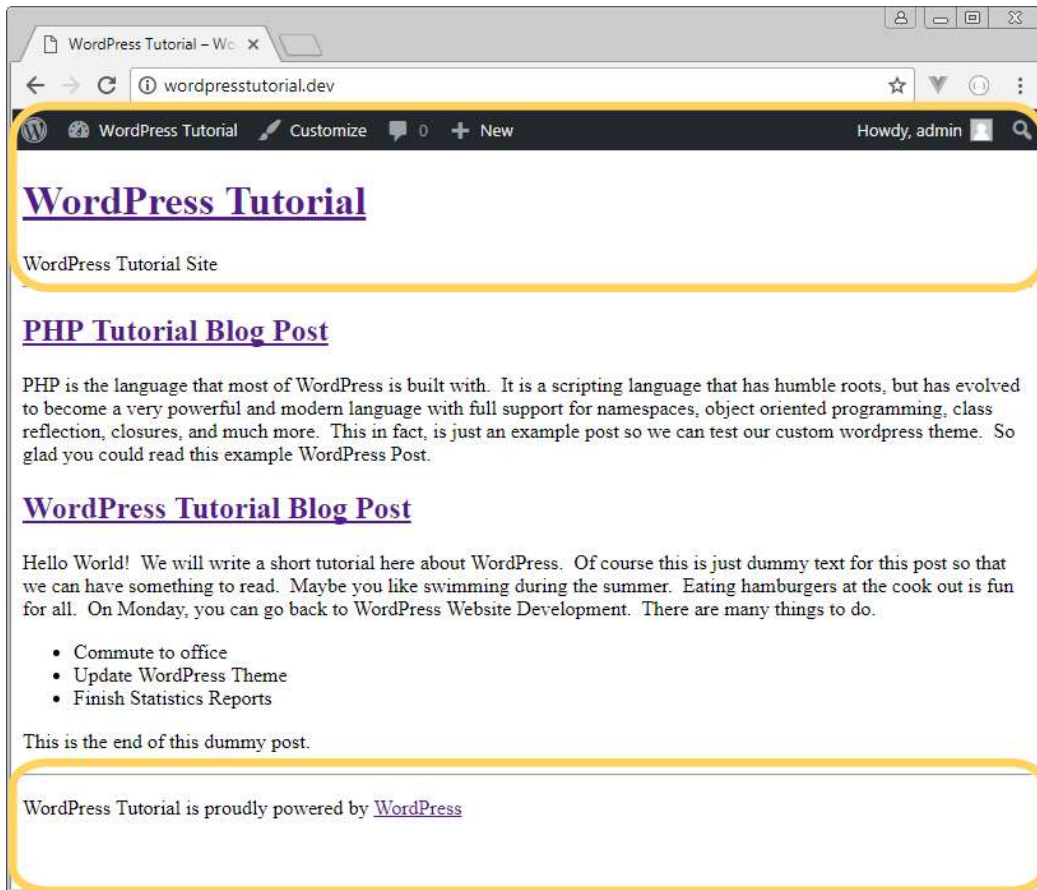 WordPress Tutorial – Wo
wordpresstutorial.dev
WordPress Tutorial Customize 0 New Howdy, admin
WordPress Tutorial
WordPress Tutorial Site
PHP Tutorial Blog Post
PHP is the language that most of WordPress is built with. It is a scripting language that has humble roots, but has evolved
to become a very powerful and modern language with full support for namespaces, object oriented programming, class
reflection, closures, and much more. This in fact, is just an example post so we can test our custom wordpress theme. So
glad you could read this example WordPress Post.
WordPress Tutorial Blog Post
Hello World! We will write a short tutorial here about WordPress. Of course this is just dummy text for this post so that
we can have something to read. Maybe you like swimming during the summer. Eating hamburgers at the cook out is fun
for all. On Monday, you can go back to WordPress Website Development. There are many things to do.
• Commute to office
• Update WordPress Theme
• Finish Statistics Reports
This is the end of this dummy post.
WordPress Tutorial is proudly powered by WordPress